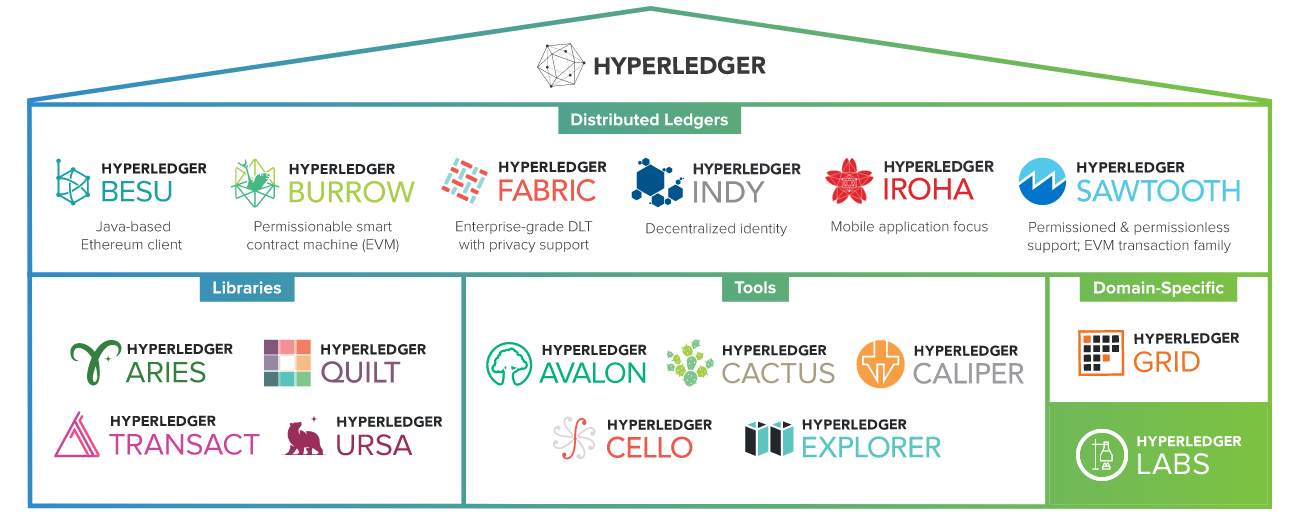 HYPERLEDGER
Distributed Ledgers
HYPERLEDGER
BESU
Java-based
Ethereum client
HYPERLEDGER
BURROW
Permissionable smart
contract machine (EVM)
HYPERLEDGER
FABRIC
Enterprise-grade DLT
with privacy support
HYPERLEDGER
INDY
Decentralized identity
HYPERLEDGER
IROHA
Mobile application focus
HYPERLEDGER
SAWTOOTH
Permissioned & permissionless
support; EVM transaction family
Libraries
HYPERLEDGER
ARIES
HYPERLEDGER
QUILT
HYPERLEDGER
TRANSACT
HYPERLEDGER
URSA
Tools
HYPERLEDGER
AVALON
HYPERLEDGER
CACTUS
HYPERLEDGER
CALIPER
HYPERLEDGER
CELLO
HYPERLEDGER
EXPLORER
Domain-Specific
HYPERLEDGER
GRID
HYPERLEDGER
LABS